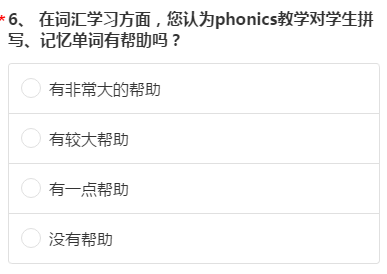 *6、 在词汇学习方面，您认为phonics教学对学生拼
写、记忆单词有帮助吗？
有非常大的帮助
有较大帮助
有一点帮助
没有帮助